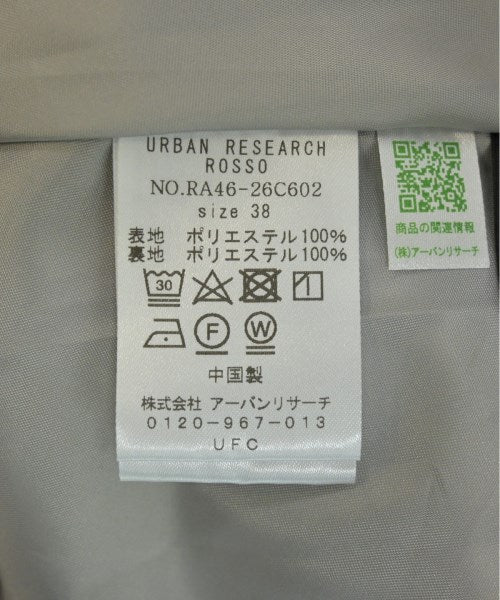 URBAN RESEARCH
ROSSO
NO.RA46-26C602
size 38
表地 ポリエステル100%
裏地 ポリエステル100%
30
F W
中国製
株式会社 アーバンリサーチ
0120-967-013
UFC
商品の関連情報
(株)アーバンリサーチ